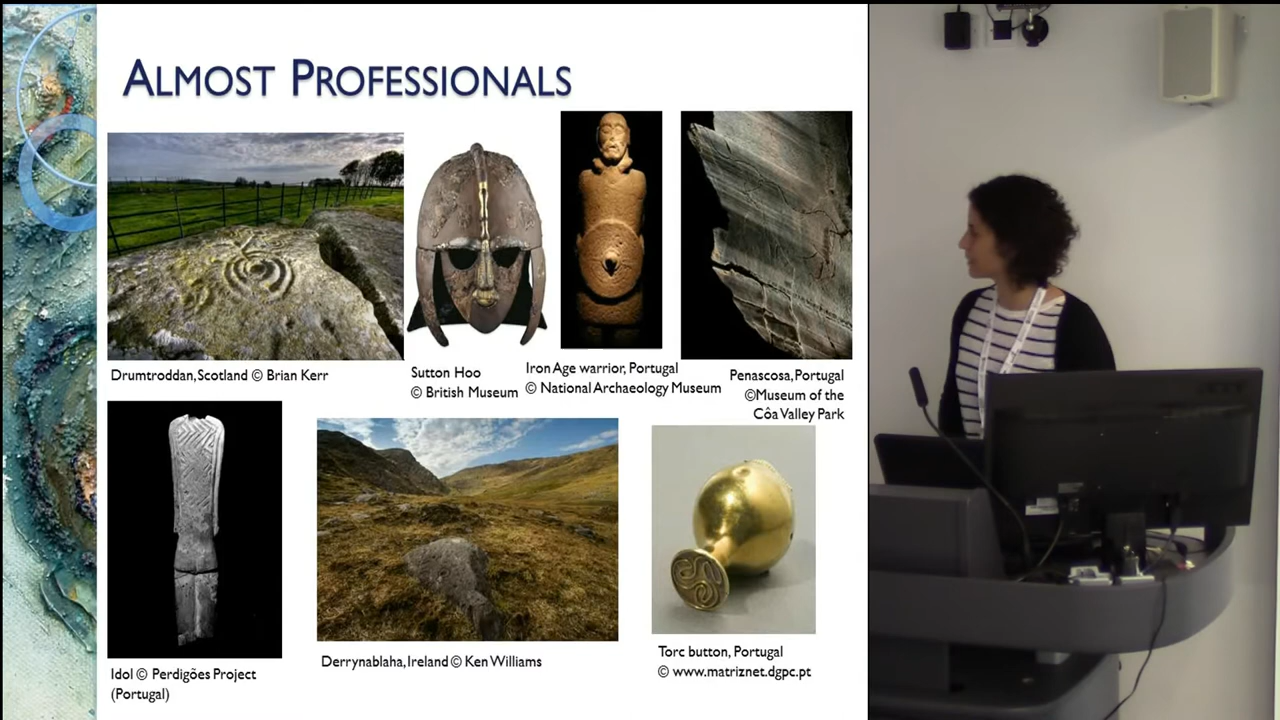 ALMOST PROFESSIONALS
Drumtroddan, Scotland © Brian Kerr
Sutton Hoo
© British Museum
Iron Age warrior, Portugal
© National Archaeology Museum
Penascosa, Portugal
©Museum of the
Côa Valley Park
Idol © Perdigões Project
(Portugal)
Derrynablaha, Ireland © Ken Williams
Torc button, Portugal
© www.matriznet.dgpc.pt